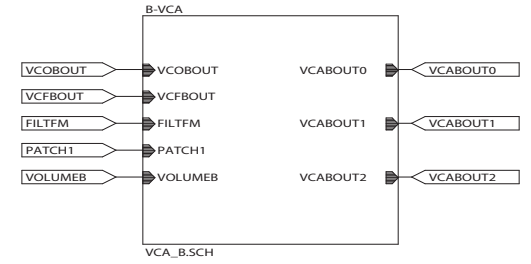 B-VCA
VCOBOUT VCOBOUT VCABOUT0 VCABOUT0
VCFBOUT VCFBOUT
FILTFM FILTFM VCABOUT1 VCABOUT1
PATCH1 PATCH1
VOLUMEB VOLUMEB VCABOUT2 VCABOUT2
VCA_B.SCH